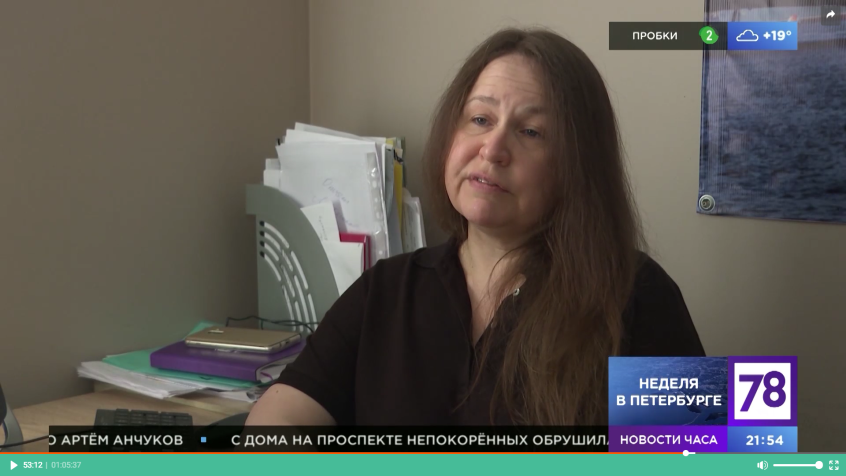 ПРОБКИ 2 +19°
НЕДЕЛЯ
В ПЕТЕРБУРГЕ
78
О АРТЁМ АНЧУКОВ ▪ С ДОМА НА ПРОСПЕКТЕ НЕПОКОРЁННЫХ ОБРУШИЛА
НОВОСТИ ЧАСА 21:54
53:12 | 01:05:37